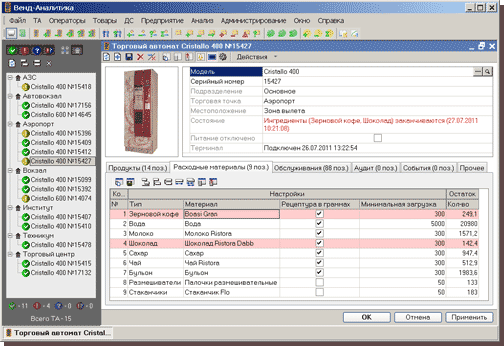 Венд-Аналитика
Файл ТА Операторы Товары ДС Предприятие Анализ Администрирование Окно Справка
АЗС
Cristallo 400 №15418
Автовокзал
Cristallo 400 №17156
Cristallo 600 №14645
Аэропорт
Cristallo 400 №15396
Cristallo 400 №15409
Cristallo 400 №15412
Cristallo 400 №15427
Вокзал
Cristallo 400 №15099
Cristallo 400 №15392
Cristallo 600 №14074
Институт
Cristallo 400 №15407
Cristallo 400 №15410
Техникум
Cristallo 400 №15478
Торговый центр
Cristallo 400 №15415
Cristallo 400 №17132
-11 -4 -0 -0
Всего ТА - 15
Торговый автомат Cristallo 400 №15427
Действия
Модель Cristallo 400
Серийный номер 15427
Подразделение Основное
Торговая точка Аэропорт
Местоположение Зона вылета
Состояние Ингредиенты (Зерновой кофе, Шоколад) заканчиваются (27.07.2011
10:21:08)
Питание отключено
Терминал Подключен 26.07.2011 13:22:54
Продукты (14 поз.) Расходные материалы (9 поз.) Обслуживания (88 поз.) Аудит (0 поз.) События (0 поз.) Прочее
Ко... Настройки Остаток
№ Тип Материал Рецептура в граммах Минимальная загрузка Кол-во
1 Зерновой кофе Bossi Gran 300 249,1
2 Вода Вода 5000 20980
3 Молоко Молоко Ristora 300 1571,2
4 Шоколад Шоколад Ristora Dabb 300 142,4
5 Сахар Сахар 300 947,4
6 Чай Чай Ristora 300 512,9
7 Бульон Бульон 300 1983,6
8 Размешиватели Палочки размешивательные 50 133
9 Стаканчики Стаканчик Flo 50 183
ОК Отмена Применить
Торговый автомат Cristal...